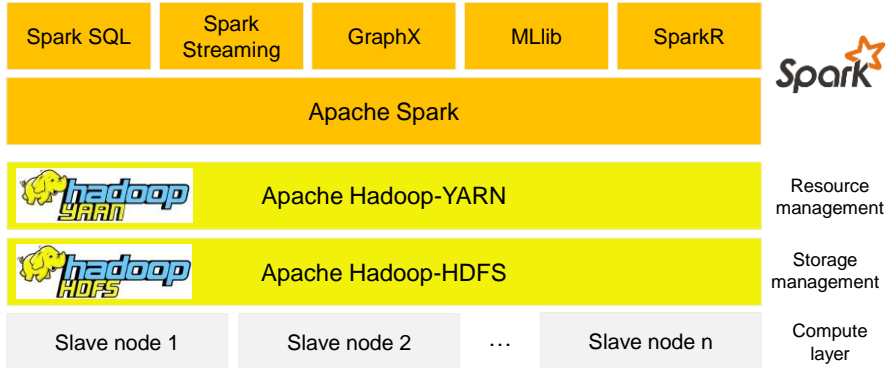 Spark SQL
Spark
Streaming
GraphX
MLlib
SparkR
Spark
Apache Spark
hadoop
YARN
Apache Hadoop-YARN
Resource
management
hadoop
HDFS
Apache Hadoop-HDFS
Storage
management
Slave node 1
Slave node 2
...
Slave node n
Compute
layer